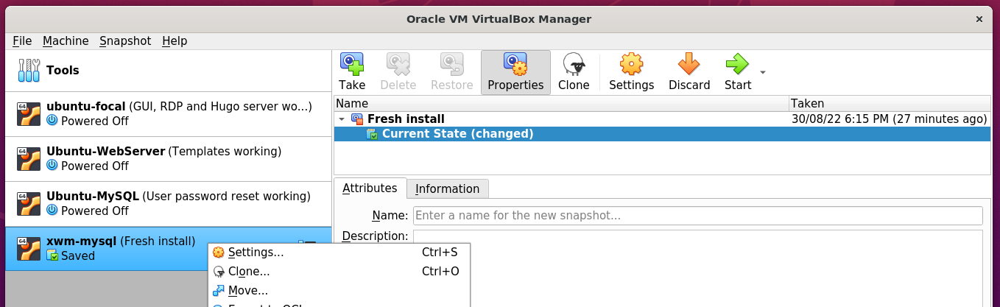 Oracle VM VirtualBox Manager
File Machine Snapshot Help
Tools
64 ubuntu-focal (GUI, RDP and Hugo server wo...)
Powered Off
64 Ubuntu-WebServer (Templates working)
Powered Off
64 Ubuntu-MySQL (User password reset working)
Powered Off
64 xwm-mysql (Fresh install)
Saved
Take Delete Restore Properties Clone Settings Discard Start
Name Taken
Fresh install 30/08/22 6:15 PM (27 minutes ago)
Current State (changed)
Attributes Information
Name: Enter a name for the new snapshot...
Description:
Settings... Ctrl+S
Clone... Ctrl+O
Move...